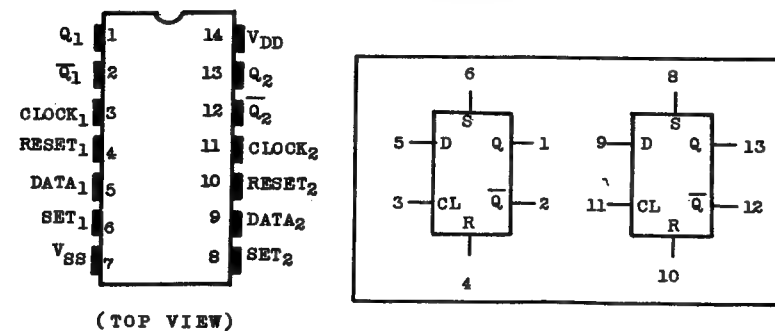 Q1 1 14 VDD
Q̅1 2 13 Q2
CLOCK1 3 12 Q̅2
RESET1 4 11 CLOCK2
DATA1 5 10 RESET2
SET1 6 9 DATA2
VSS 7 8 SET2
(TOP VIEW)
6
S
5 D Q 1
3 CL Q̅ 2
R
4
8
S
9 D Q 13
11 CL Q̅ 12
R
10